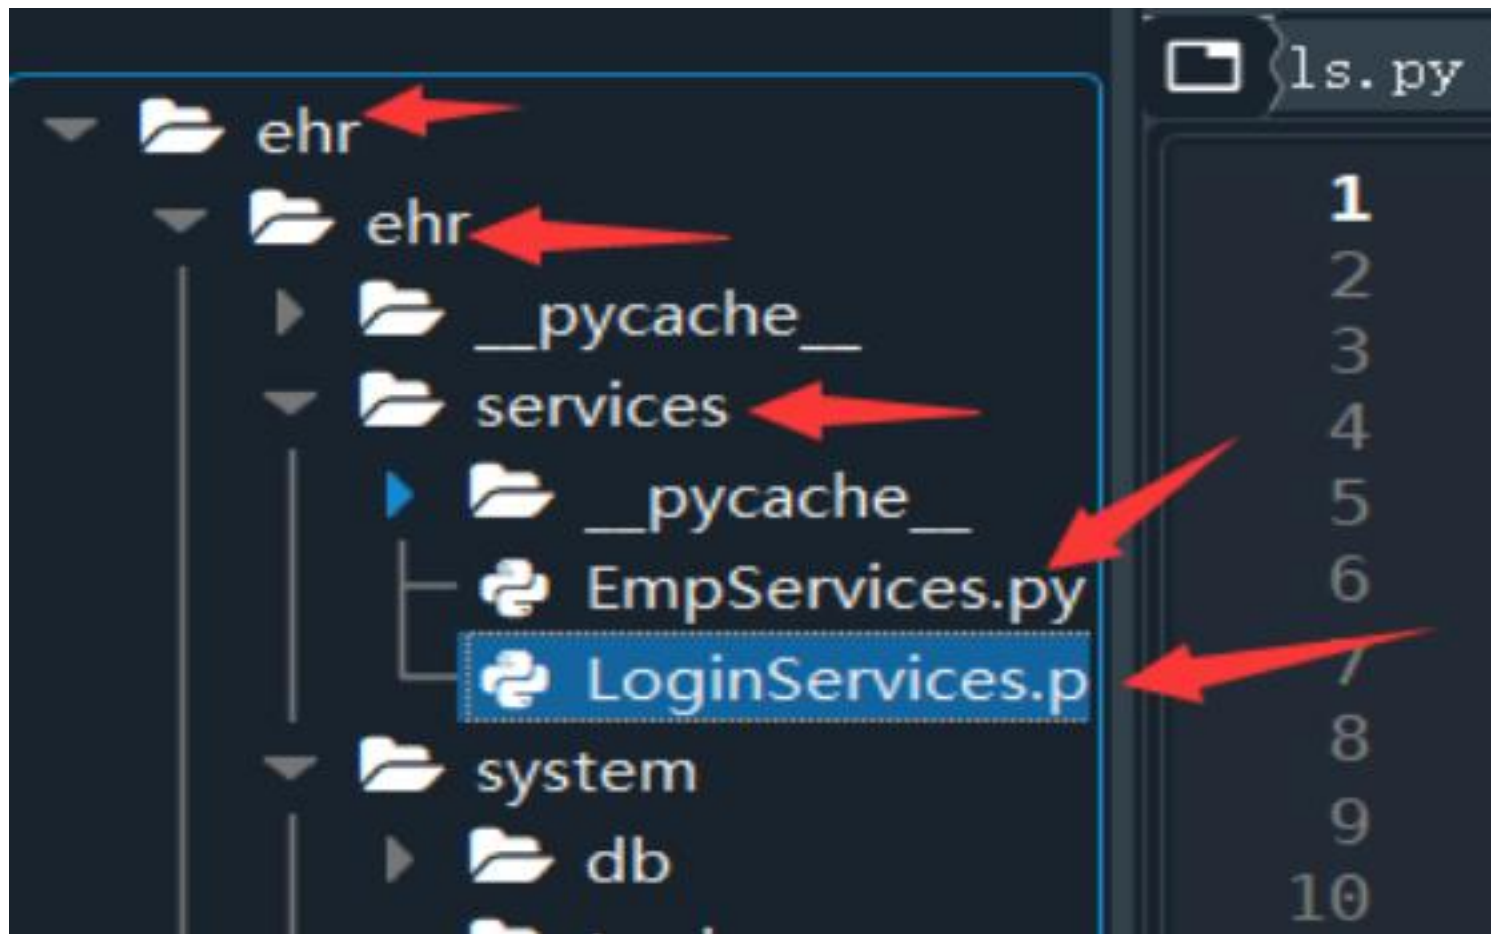 ehr
ehr
__pycache__
services
__pycache__
EmpServices.py
LoginServices.p
system
db
ls.py
1
2
3
4
5
6
7
8
9
10